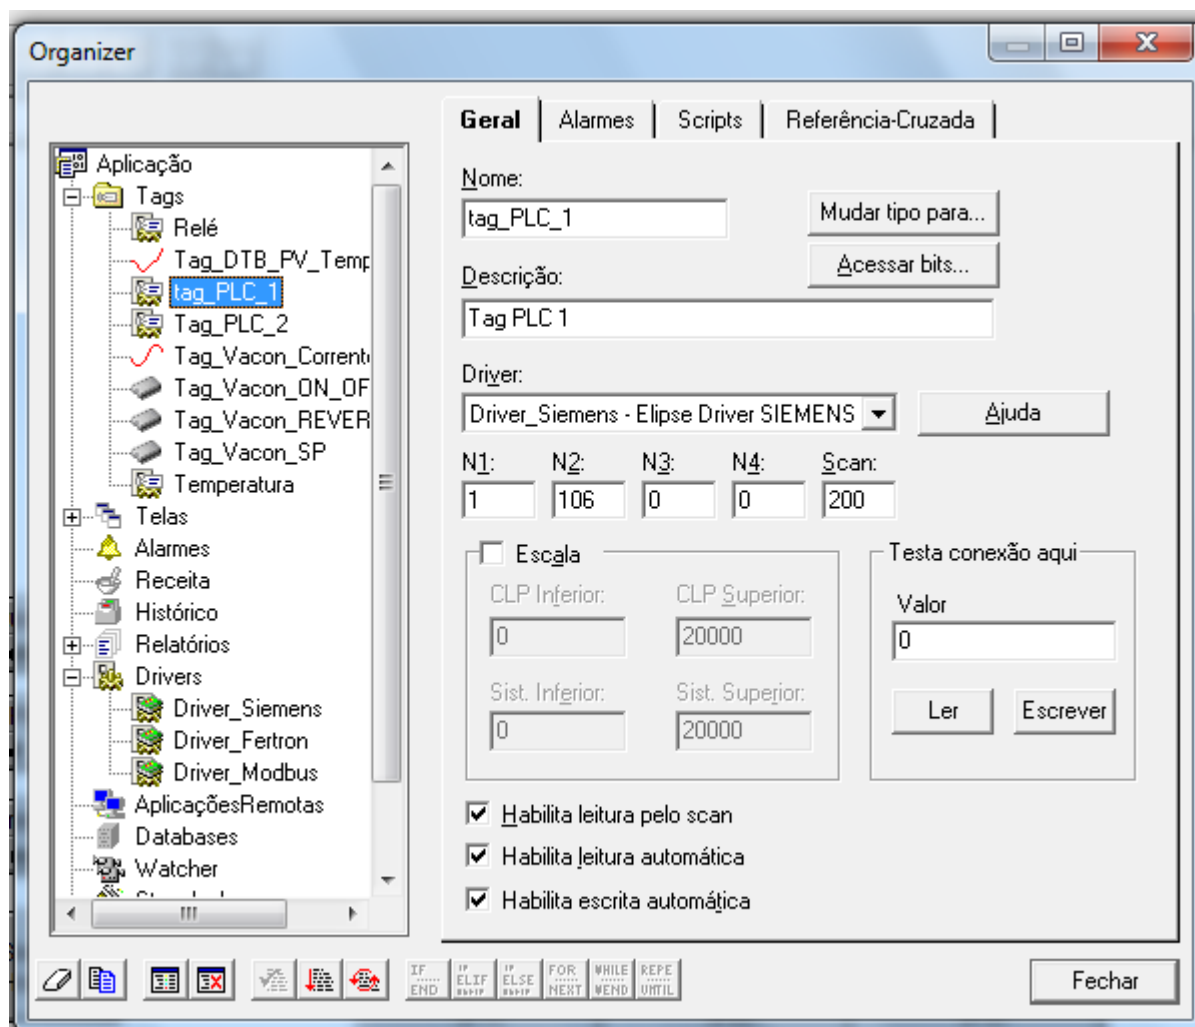 Organizer
Aplicação
Tags
Relé
Tag_DTB_PV_Temp
tag_PLC_1
Tag_PLC_2
Tag_Vacon_Corrent
Tag_Vacon_ON_OF
Tag_Vacon_REVER
Tag_Vacon_SP
Temperatura
Telas
Alarmes
Receita
Histórico
Relatórios
Drivers
Driver_Siemens
Driver_Fertron
Driver_Modbus
AplicaçõesRemotas
Databases
Watcher
Geral Alarmes Scripts Referência-Cruzada
Nome:
tag_PLC_1
Mudar tipo para...
Acessar bits...
Descrição:
Tag PLC 1
Driver:
Driver_Siemens - Elipse Driver SIEMENS
Ajuda
N1: N2: N3: N4: Scan:
1 106 0 0 200
Escala
CLP Inferior: CLP Superior:
0 20000
Sist. Inferior: Sist. Superior:
0 20000
Testa conexão aqui
Valor
0
Ler Escrever
Habilita leitura pelo scan
Habilita leitura automática
Habilita escrita automática
IF END
ELIF
ELSE
FOR NEXT
WHILE WEND
REPE UNTIL
Fechar